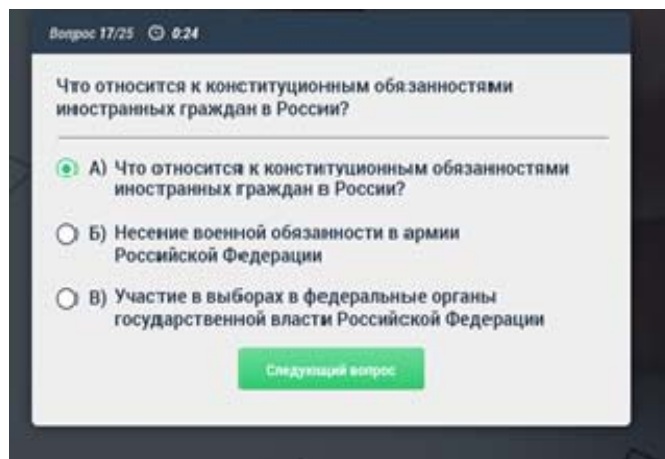 Вопрос 17/25 0:24
Что относится к конституционным обязанностями
иностранных граждан в России?
А) Что относится к конституционным обязанностями
иностранных граждан в России?
Б) Несение военной обязанности в армии
Российской Федерации
В) Участие в выборах в федеральные органы
государственной власти Российской Федерации
Следующий вопрос